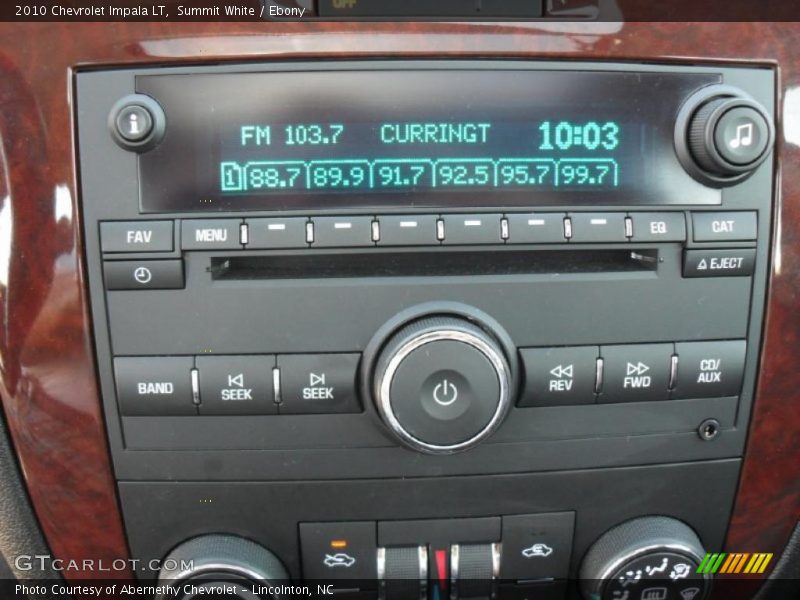 2010 Chevrolet Impala LT, Summit White / Ebony
OFF
i
FM 103.7 CURRINGT 10:03
1 88.7 89.9 91.7 92.5 95.7 99.7
FAV MENU EQ CAT
EJECT
BAND SEEK SEEK REV FWD CD/AUX
GTCARLOT.COM
Photo Courtesy of Abernethy Chevrolet - Lincolnton, NC